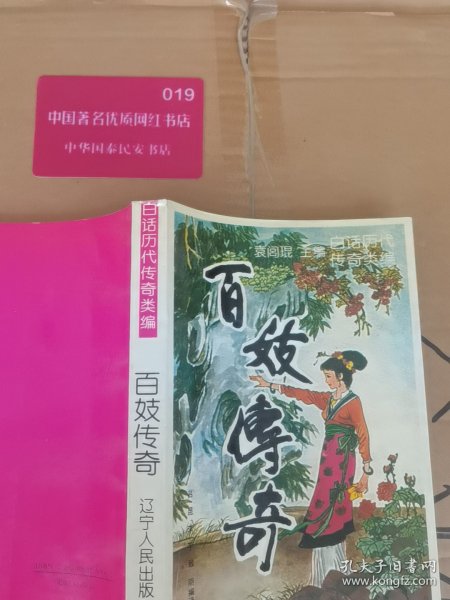 019
中国著名优质网红书店
中华国泰民安书店
白话历代传奇类编
百妓传奇
辽宁人民出版
袁闾琨 主编
白话历代
传奇类编
百妓傳奇
孔夫子旧书网
www.kongfz.com